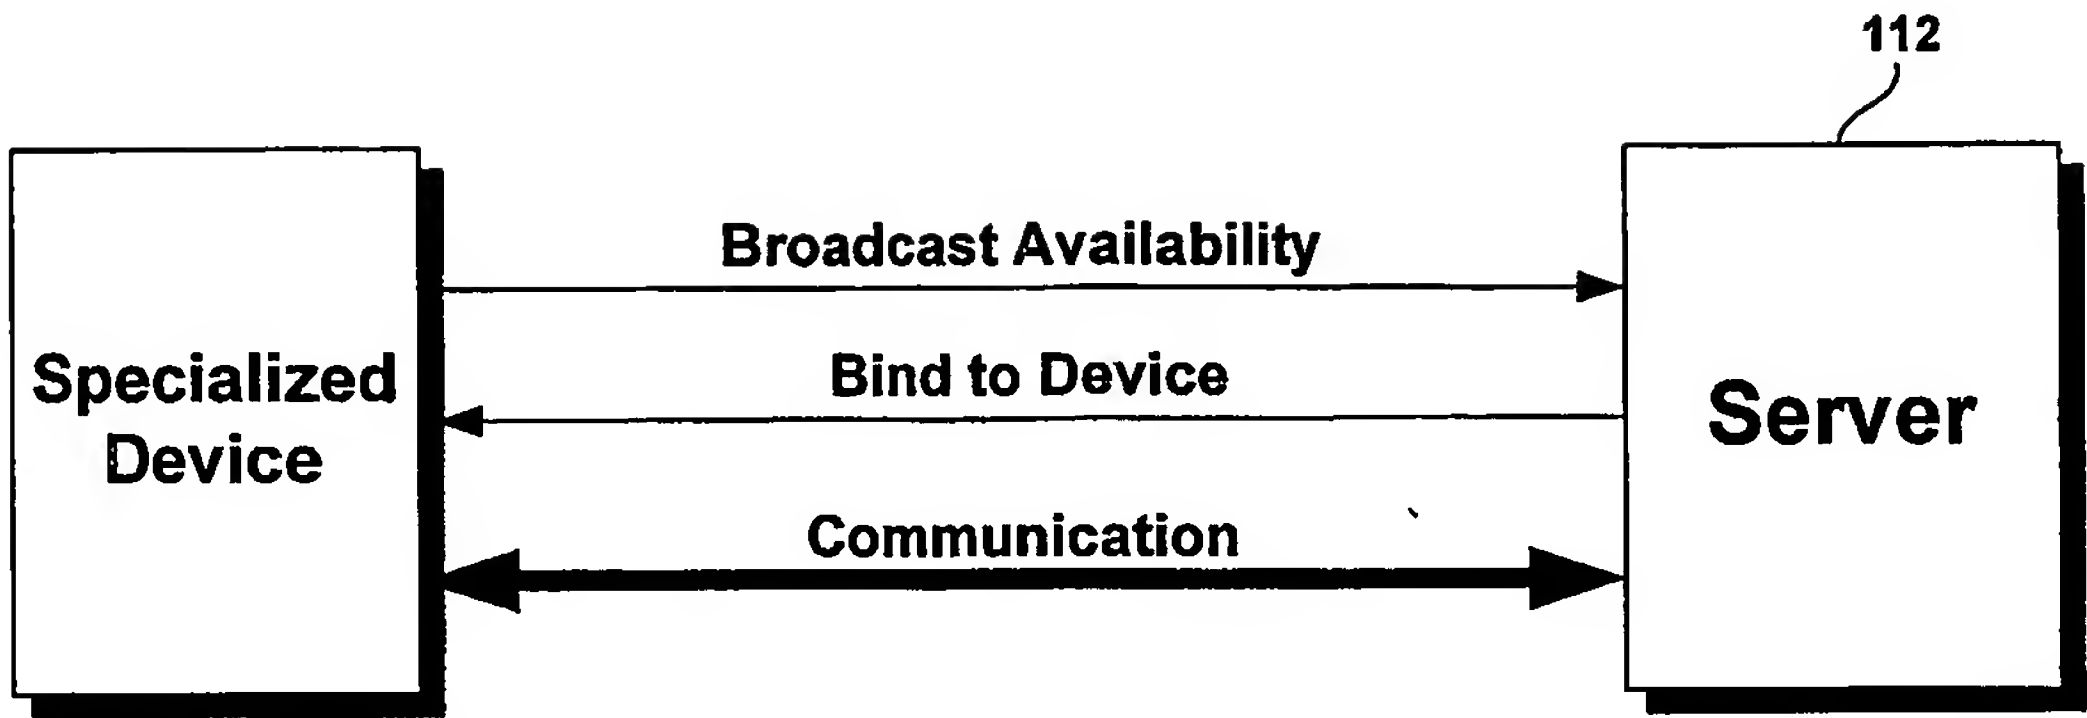 112
Broadcast Availability
Bind to Device
Specialized
Device
Server
Communication